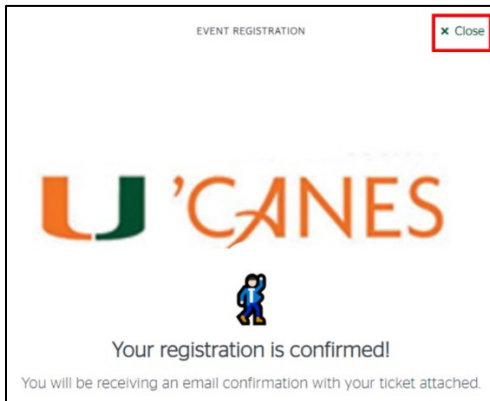 EVENT REGISTRATION
× Close
U 'CANES
Your registration is confirmed!
You will be receiving an email confirmation with your ticket attached.